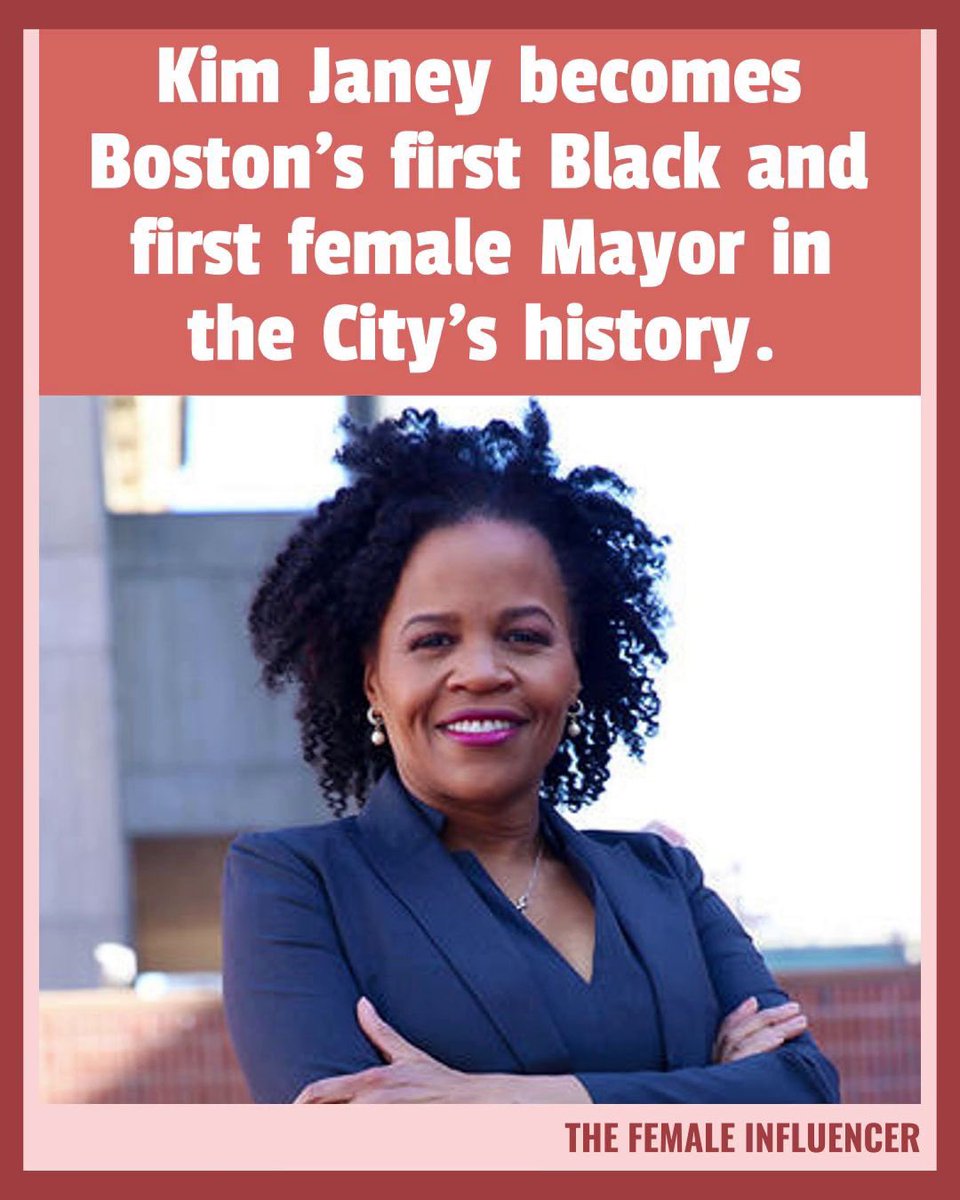 Kim Janey becomes
Boston’s first Black and
first female Mayor in
the City’s history.
THE FEMALE INFLUENCER